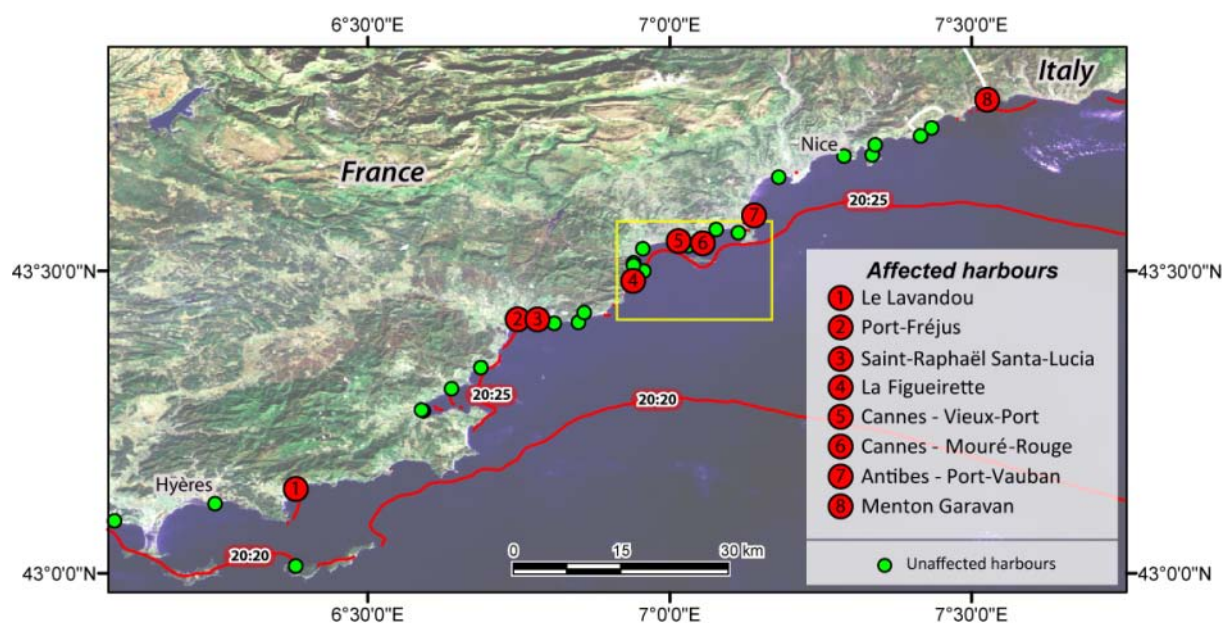 6°30'0"E
7°0'0"E
7°30'0"E
Italy
8
France
Nice
7
20:25
5
6
43°30'0"N
43°30'0"N
4
2
3
20:25
20:20
Hyères
1
20:20
43°0'0"N
43°0'0"N
0
15
30 km
Affected harbours
1 Le Lavandou
2 Port-Fréjus
3 Saint-Raphaël Santa-Lucia
4 La Figueirette
5 Cannes - Vieux-Port
6 Cannes - Mouré-Rouge
7 Antibes - Port-Vauban
8 Menton Garavan
Unaffected harbours
6°30'0"E
7°0'0"E
7°30'0"E